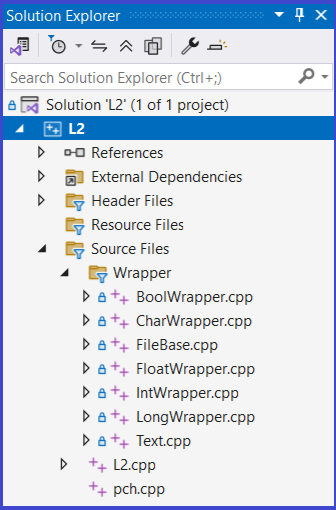 Solution Explorer
Search Solution Explorer (Ctrl+;)
Solution 'L2' (1 of 1 project)
L2
References
External Dependencies
Header Files
Resource Files
Source Files
Wrapper
BoolWrapper.cpp
CharWrapper.cpp
FileBase.cpp
FloatWrapper.cpp
IntWrapper.cpp
LongWrapper.cpp
Text.cpp
L2.cpp
pch.cpp